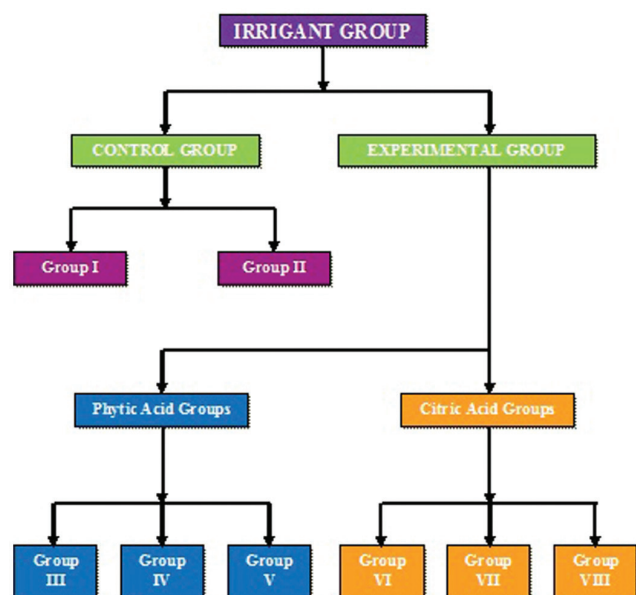 IRRIGANT GROUP
CONTROL GROUP
EXPERIMENTAL GROUP
Group I
Group II
Phytic Acid Groups
Citric Acid Groups
Group
III
Group
IV
Group
V
Group
VI
Group
VII
Group
VIII